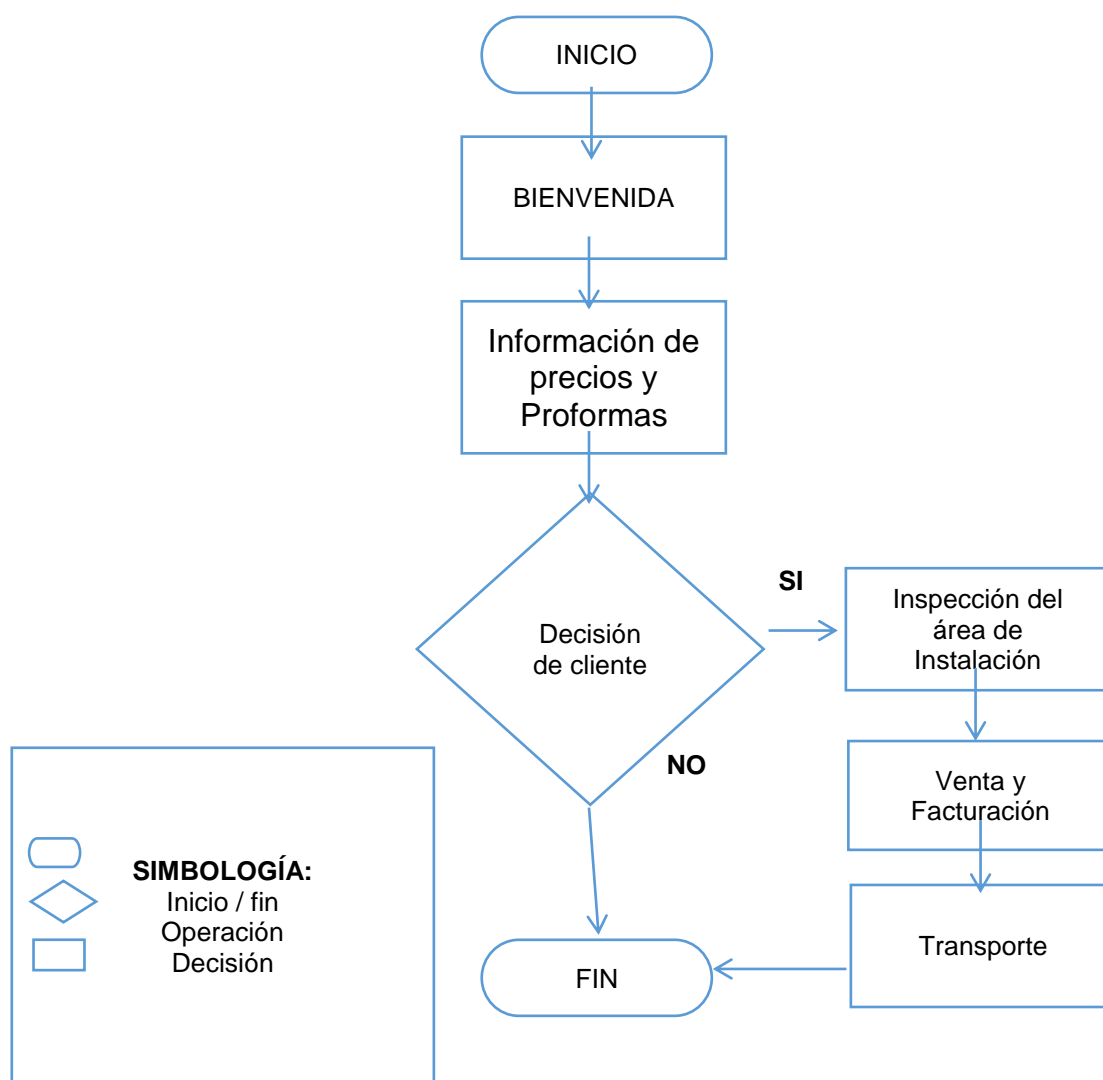 INICIO
BIENVENIDA
Información de
precios y
Proformas
Decisión
de cliente
SI
Inspección del
área de
Instalación
NO
Venta y
Facturación
Transporte
FIN
SIMBOLOGÍA:
Inicio / fin
Operación
Decisión